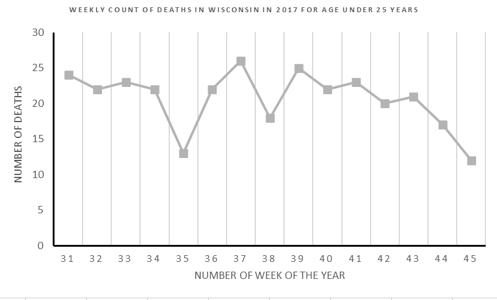 WEEKLY COUNT OF DEATHS IN WISCONSIN IN 2017 FOR AGE UNDER 25 YEARS
30
25
20
15
10
5
0
NUMBER OF DEATHS
31 32 33 34 35 36 37 38 39 40 41 42 43 44 45
NUMBER OF WEEK OF THE YEAR